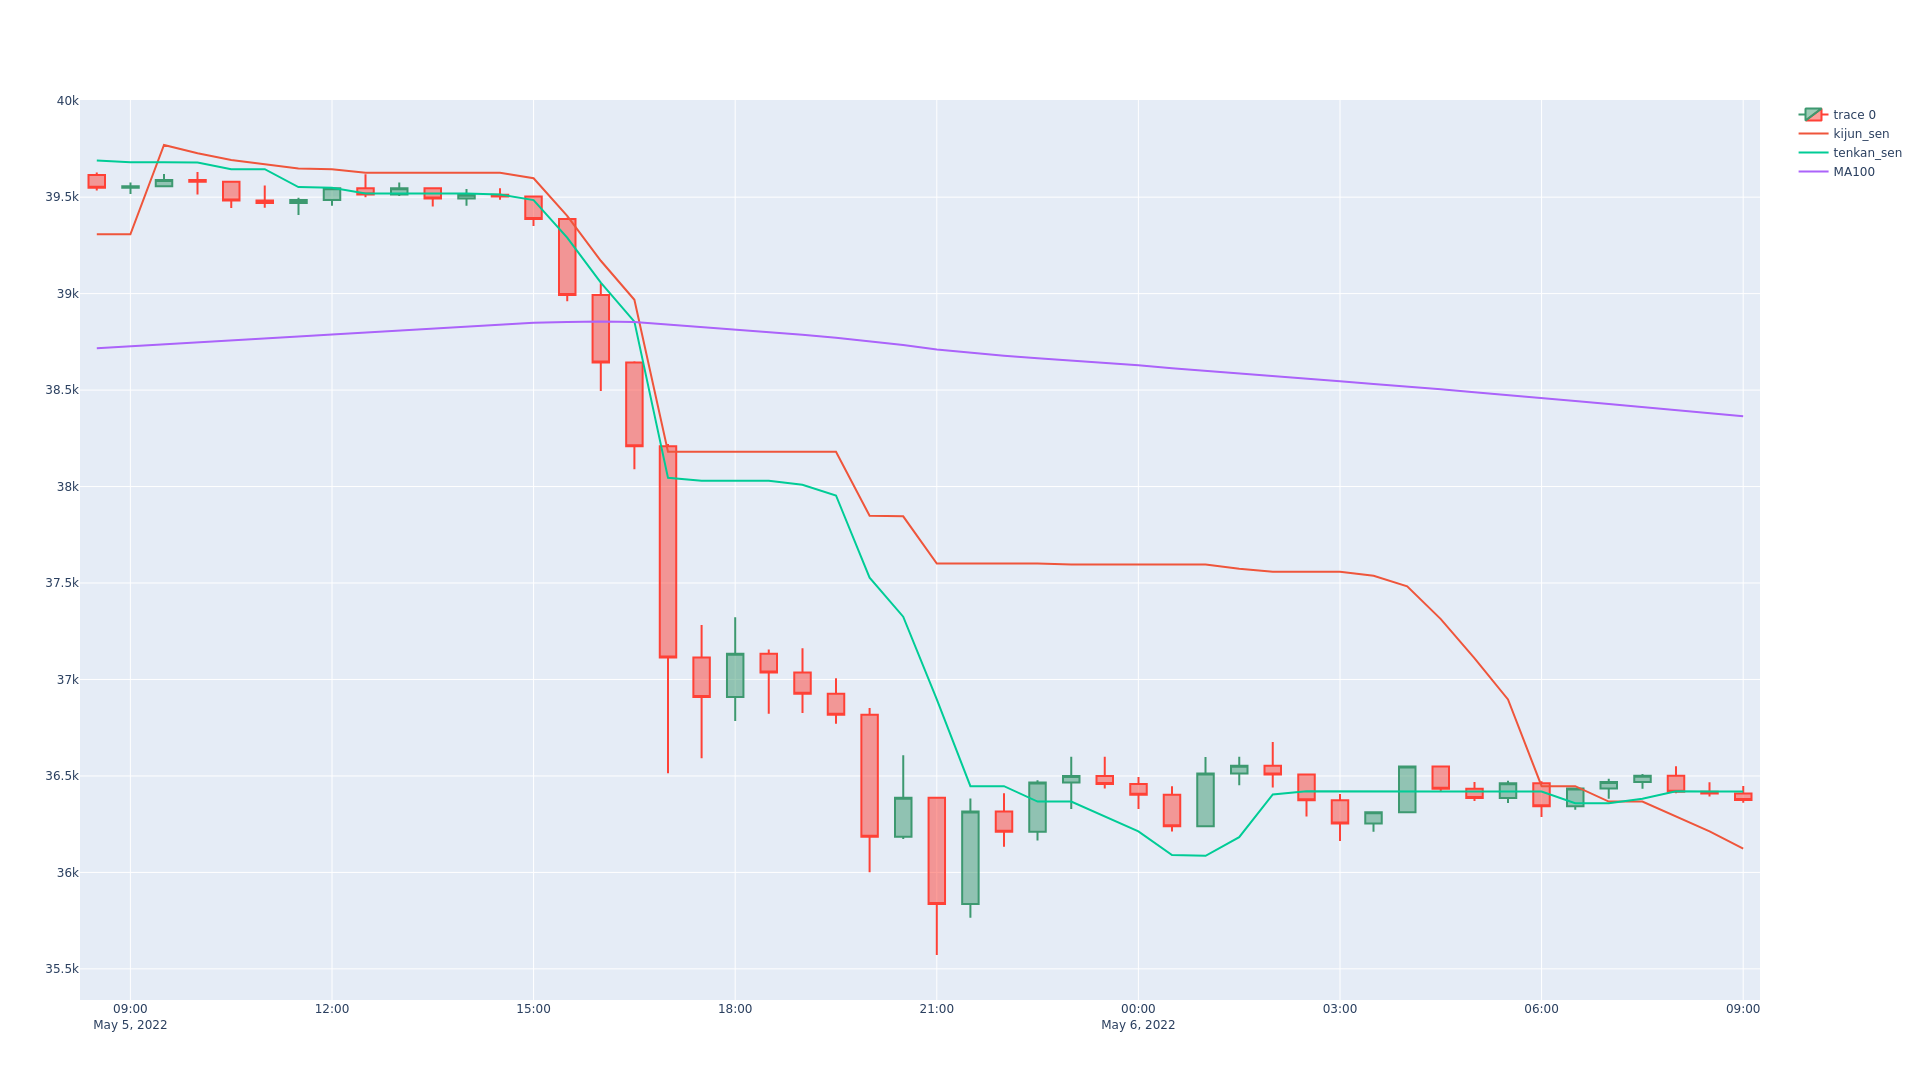 40k
39.5k
39k
38.5k
38k
37.5k
37k
36.5k
36k
35.5k
09:00 12:00 15:00 18:00 21:00 00:00 03:00 06:00 09:00
May 5, 2022 May 6, 2022
trace 0
kijun_sen
tenkan_sen
MA100